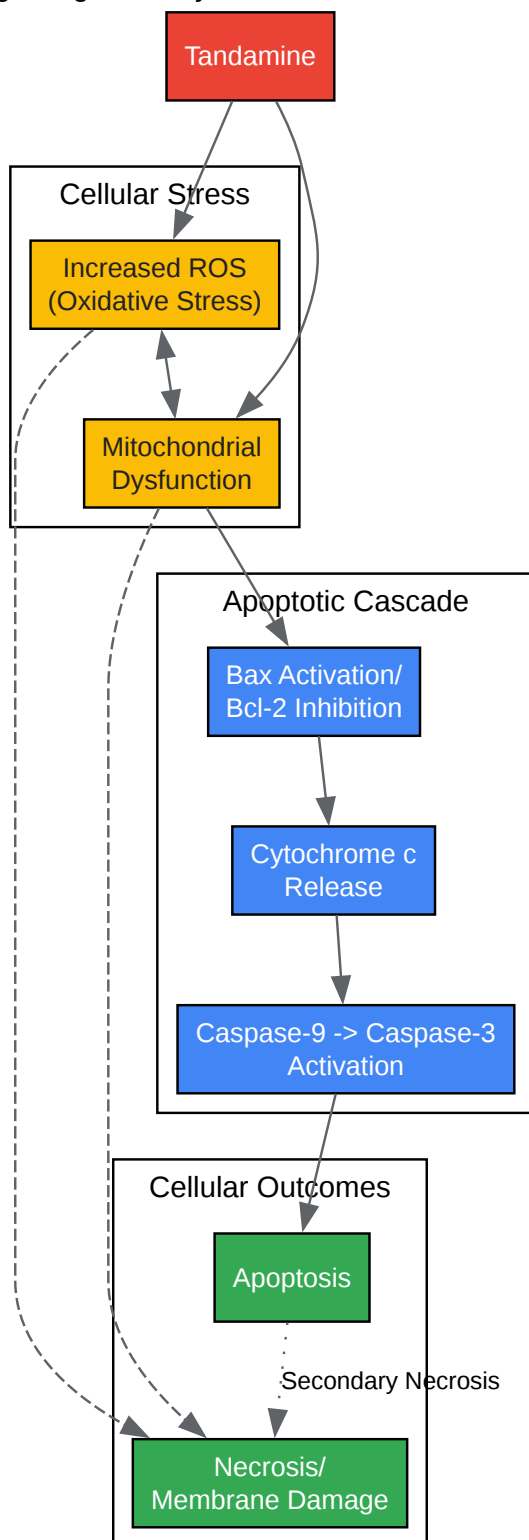 Tandamine
Cellular Stress
Increased ROS
(Oxidative Stress)
Mitochondrial
Dysfunction
Apoptotic Cascade
Bax Activation/
Bcl-2 Inhibition
Cytochrome c
Release
Caspase-9 -> Caspase-3
Activation
Cellular Outcomes
Apoptosis
Secondary Necrosis
Necrosis/
Membrane Damage